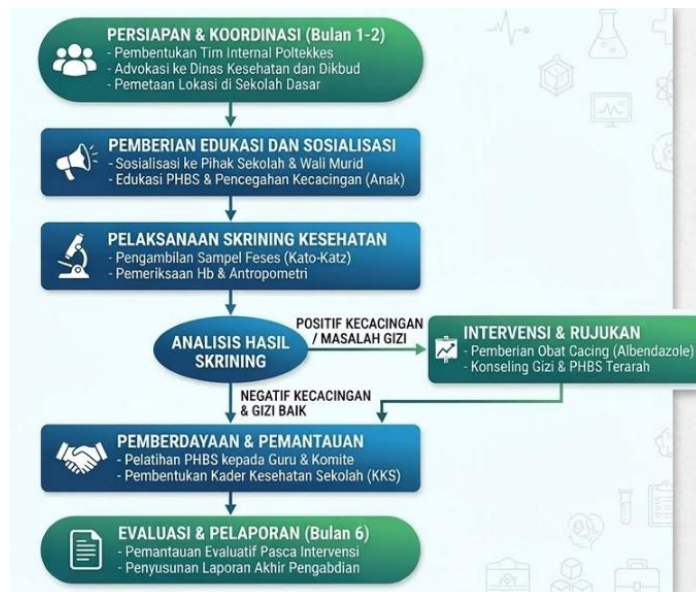 PERSIAPAN & KOORDINASI (Bulan 1-2)
- Pembentukan Tim Internal Poltekkes
- Advokasi ke Dinas Kesehatan dan Dikbud
- Pemetaan Lokasi di Sekolah Dasar
PEMBERIAN EDUKASI DAN SOSIALISASI
- Sosialisasi ke Pihak Sekolah & Wali Murid
- Edukasi PHBS & Pencegahan Kecacingan (Anak)
PELAKSANAAN SKRINING KESEHATAN
- Pengambilan Sampel Feses (Kato-Katz)
- Pemeriksaan Hb & Antropometri
ANALISIS HASIL
SKRINING
POSITIF KECACINGAN
/ MASALAH GIZI
INTERVENSI & RUJUKAN
- Pemberian Obat Cacing (Albendazole)
- Konseling Gizi & PHBS Terarah
NEGATIF KECACINGAN
& GIZI BAIK
PEMBERDAYAAN & PEMANTAUAN
- Pelatihan PHBS kepada Guru & Komite
- Pembentukan Kader Kesehatan Sekolah (KKS)
EVALUASI & PELAPORAN (Bulan 6)
- Pemantauan Evaluatif Pasca Intervensi
- Penyusunan Laporan Akhir Pengabdian